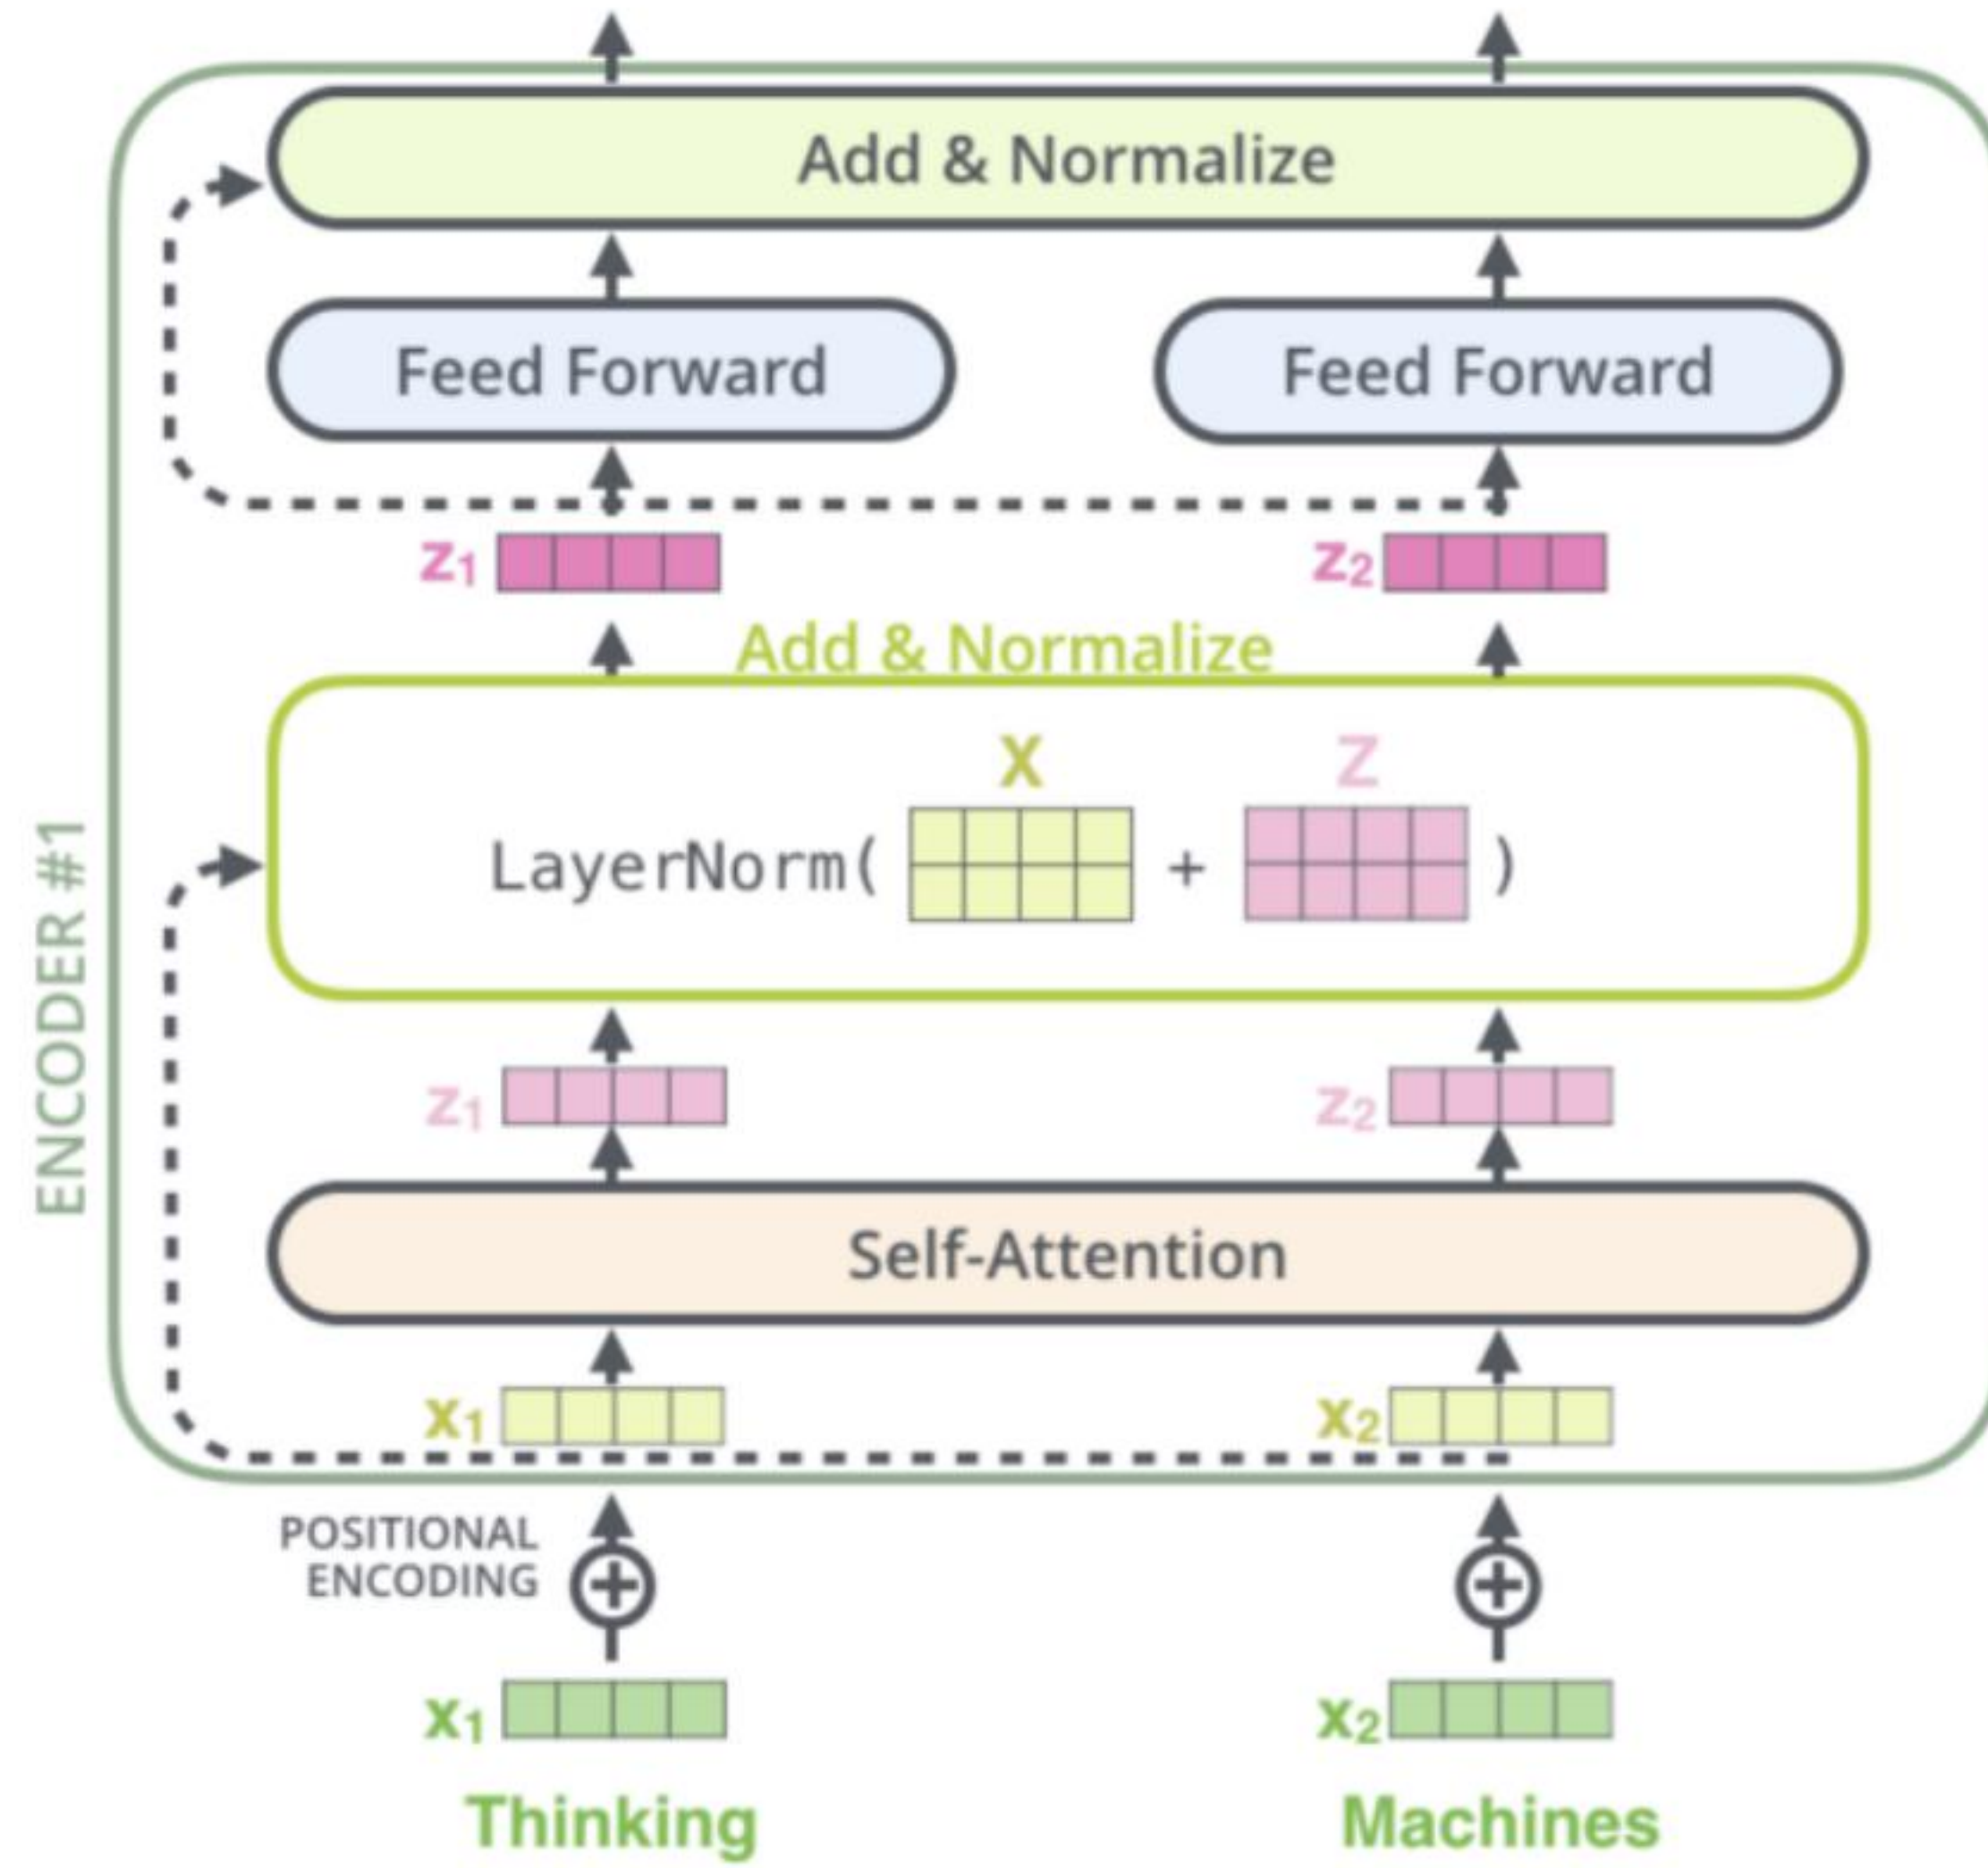 Add & Normalize
Feed Forward
Feed Forward
z1
z2
Add & Normalize
X
Z
LayerNorm(
+
)
ENCODER #1
z1
z2
Self-Attention
x1
x2
POSITIONAL
ENCODING
x1
x2
Thinking
Machines